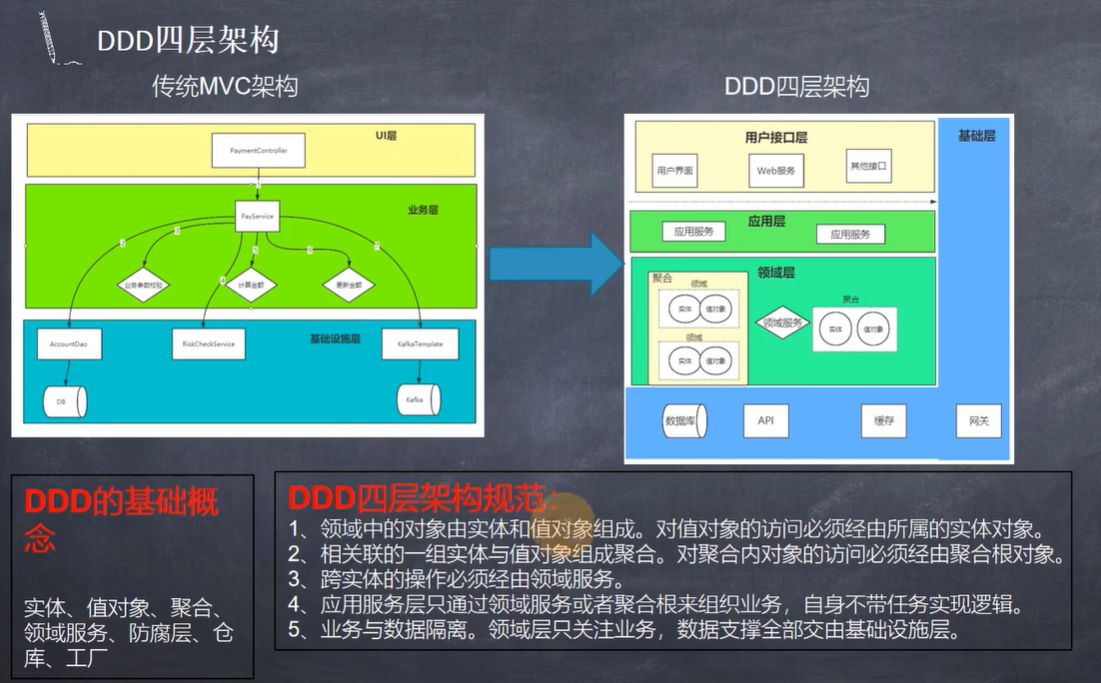 DDD四层架构
传统MVC架构
DDD四层架构
UI层
PaymentController
1
业务层
PayService
2
3
5
6
7
4
业务参数校验
计算金额
更新金额
基础设施层
AccountDao
RiskCheckService
KafkaTemplate
DB
Kafka
用户接口层
基础层
用户界面
Web服务
其他接口
应用层
应用服务
应用服务
领域层
聚合
领域
实体
值对象
领域
实体
值对象
领域服务
聚合
实体
值对象
数据库
API
缓存
网关
DDD的基础概
念
实体、值对象、聚合、
领域服务、防腐层、仓
库、工厂
DDD四层架构规范:
1、领域中的对象由实体和值对象组成。对值对象的访问必须经由所属的实体对象。
2、相关联的一组实体与值对象组成聚合。对聚合内对象的访问必须经由聚合根对象。
3、跨实体的操作必须经由领域服务。
4、应用服务层只通过领域服务或者聚合根来组织业务，自身不带任务实现逻辑。
5、业务与数据隔离。领域层只关注业务，数据支撑全部交由基础设施层。